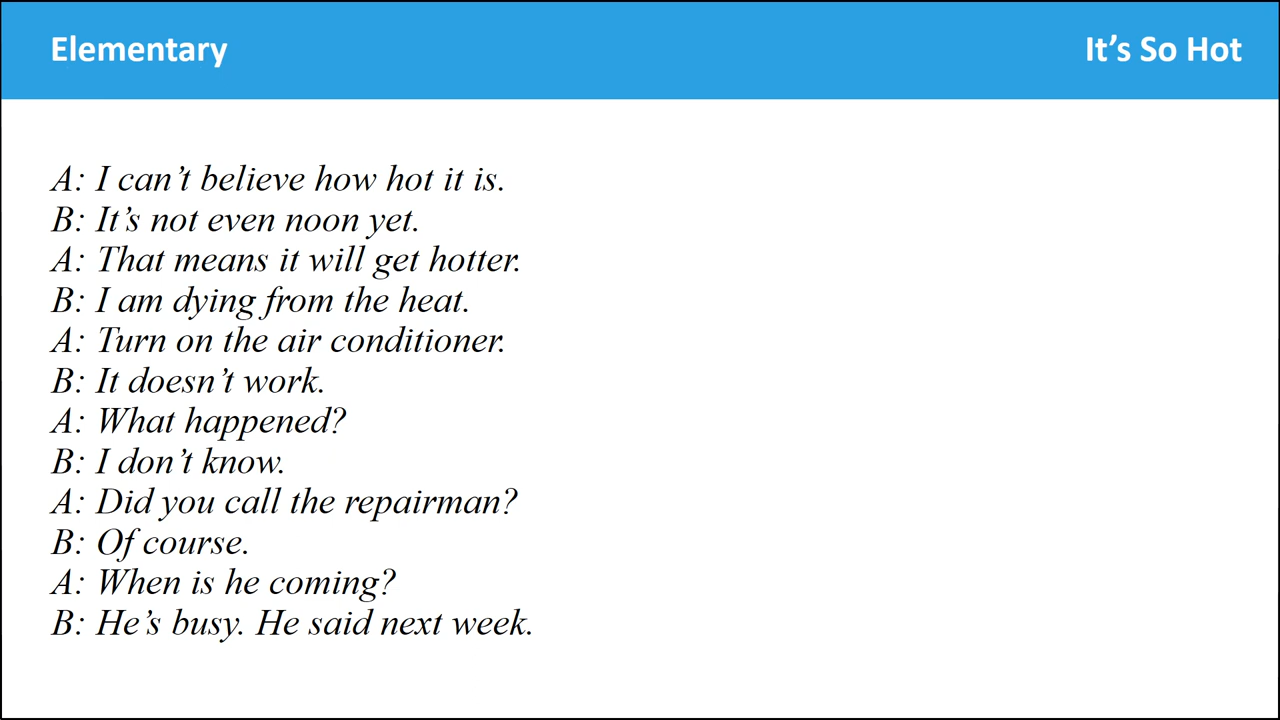 Elementary
It’s So Hot
A: I can’t believe how hot it is.
B: It’s not even noon yet.
A: That means it will get hotter.
B: I am dying from the heat.
A: Turn on the air conditioner.
B: It doesn’t work.
A: What happened?
B: I don’t know.
A: Did you call the repairman?
B: Of course.
A: When is he coming?
B: He’s busy. He said next week.